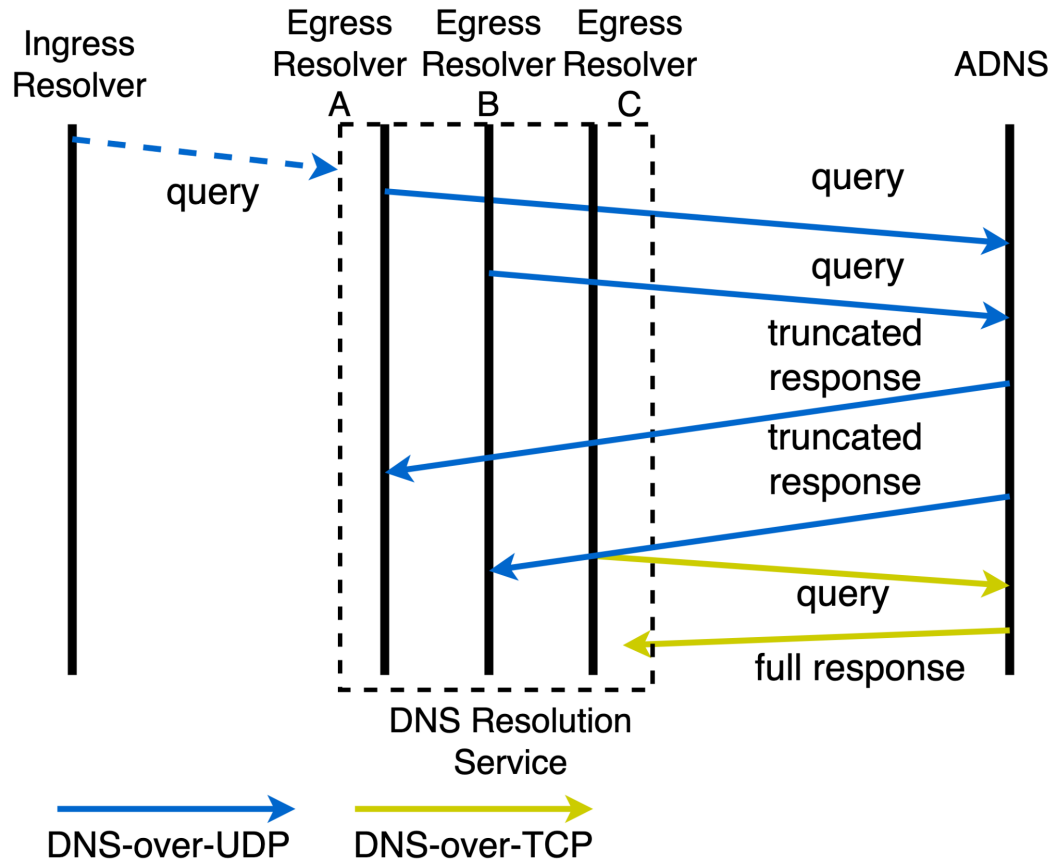 Ingress
Resolver
Egress
Resolver
A
Egress
Resolver
B
Egress
Resolver
C
ADNS
query
query
query
truncated
response
truncated
response
query
full response
DNS Resolution
Service
DNS-over-UDP
DNS-over-TCP